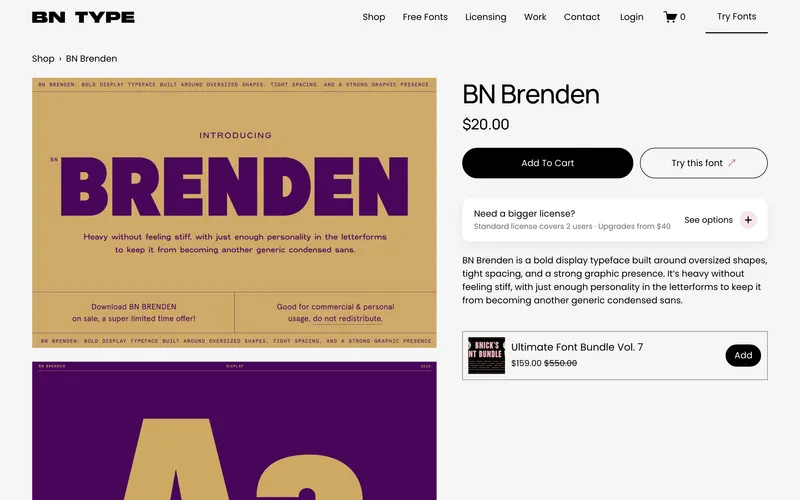 BN TYPE
Shop Free Fonts Licensing Work Contact Login 0 Try Fonts
Shop › BN Brenden
BN BRENDEN: BOLD DISPLAY TYPEFACE BUILT AROUND OVERSIZED SHAPES, TIGHT SPACING, AND A STRONG GRAPHIC PRESENCE.
INTRODUCING
BN
BRENDEN
Heavy without feeling stiff, with just enough personality in the letterforms
to keep it from becoming another generic condensed sans.
Download BN BRENDEN
on sale, a super limited time offer!
Good for commercial & personal
usage, do not redistribute.
BN BRENDEN: BOLD DISPLAY TYPEFACE BUILT AROUND OVERSIZED SHAPES, TIGHT SPACING, AND A STRONG GRAPHIC PRESENCE.
BN BRENDEN DISPLAY 2026
Aa
BN Brenden
$20.00
Add To Cart
Try this font ↗
Need a bigger license?
Standard license covers 2 users · Upgrades from $40
See options +
BN Brenden is a bold display typeface built around oversized shapes,
tight spacing, and a strong graphic presence. It's heavy without
feeling stiff, with just enough personality in the letterforms to keep it
from becoming another generic condensed sans.
BNICK'S
NT BUNDLE
Ultimate Font Bundle Vol. 7
$159.00 $550.00
Add